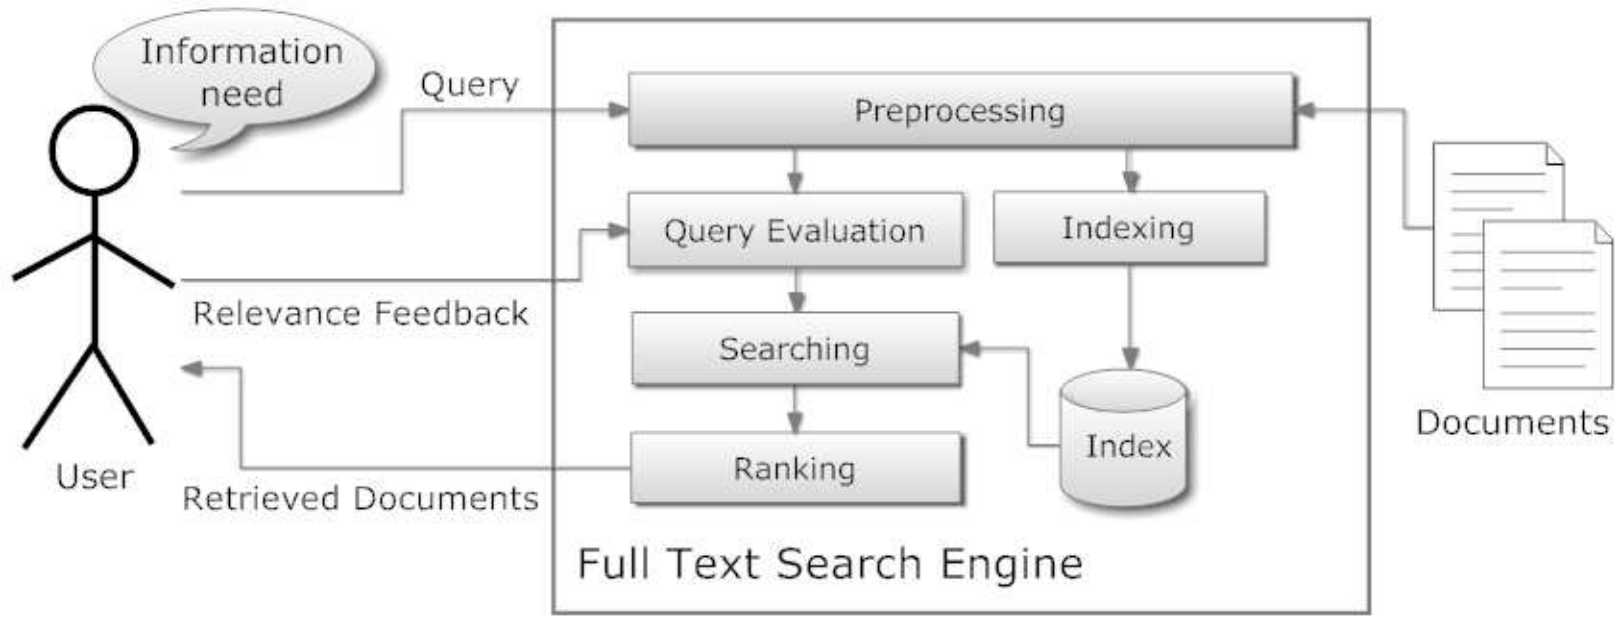 Information
need
Query
Preprocessing
Query Evaluation
Indexing
Relevance Feedback
Searching
Documents
Index
Ranking
User
Retrieved Documents
Full Text Search Engine